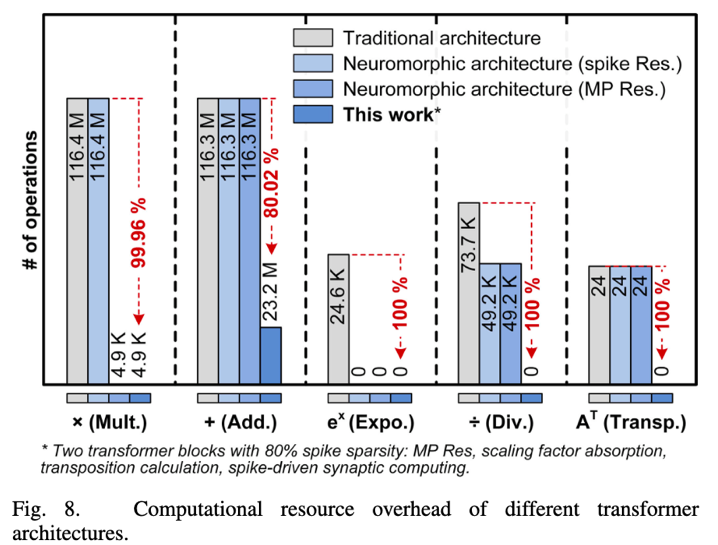 Traditional architecture
Neuromorphic architecture (spike Res.)
Neuromorphic architecture (MP Res.)
This work*
# of operations
116.4 M
116.4 M
4.9 K
4.9 K
99.96 %
116.3 M
116.3 M
116.3 M
23.2 M
80.02 %
24.6 K
0
0
0
100 %
73.7 K
49.2 K
49.2 K
0
100 %
24
24
24
0
100 %
× (Mult.)
+ (Add.)
eˣ (Expo.)
÷ (Div.)
Aᵀ (Transp.)
* Two transformer blocks with 80% spike sparsity: MP Res, scaling factor absorption,
transposition calculation, spike-driven synaptic computing.
Fig. 8. Computational resource overhead of different transformer
architectures.